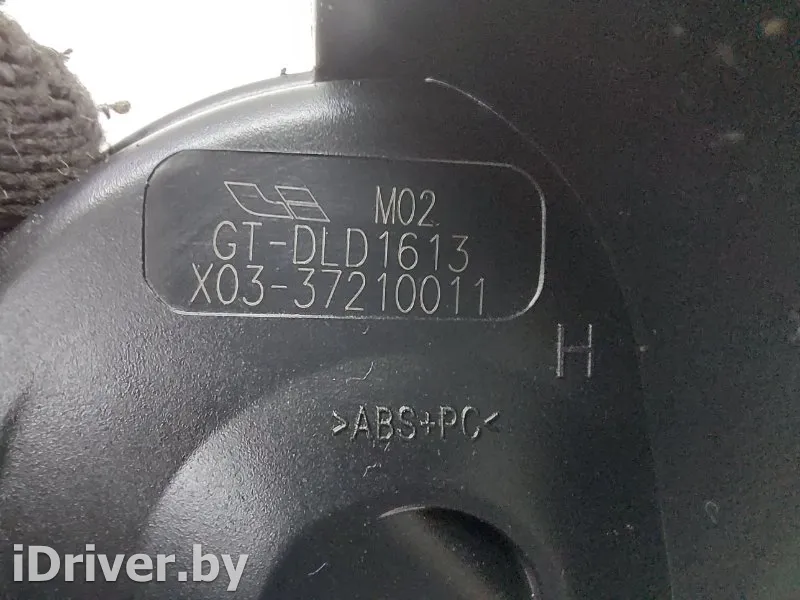 M02
GT-DLD1613
X03-37210011
H
>ABS+PC<
iDriver.by